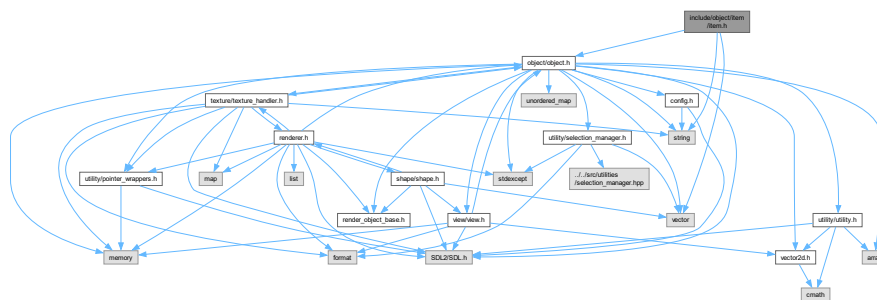 include/object/item
/item.h
object/object.h
texture/texture_handler.h
unordered_map
config.h
renderer.h
utility/selection_manager.h
string
utility/pointer_wrappers.h
map
list
shape/shape.h
stdexcept
../../src/utilities
/selection_manager.hpp
render_object_base.h
view/view.h
vector
utility/utility.h
memory
format
SDL2/SDL.h
vector2d.h
arra
cmath